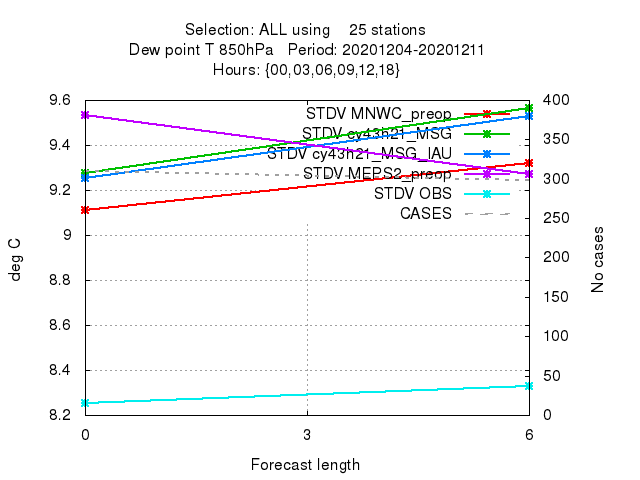 Selection: ALL using    25 stations
Dew point T 850hPa   Period: 20201204-20201211
Hours: {00,03,06,09,12,18}
STDV MNWC_preop
STDV cy43h21_MSG
STDV cy43h21_MSG_IAU
STDV MEPS2_preop
STDV OBS
CASES
9.6
9.4
9.2
9
8.8
8.6
8.4
8.2
deg C
400
350
300
250
200
150
100
50
0
No cases
0
3
6
Forecast length